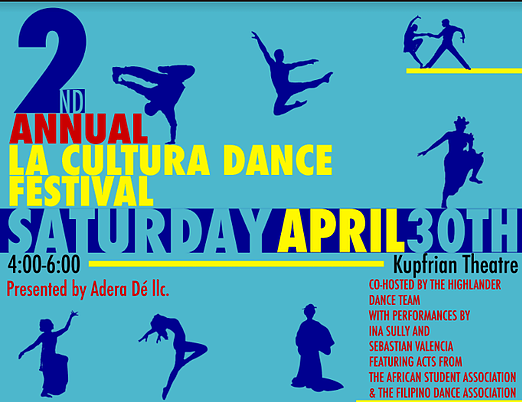 2ND
ANNUAL
LA CULTURA DANCE
FESTIVAL
SATURDAY APRIL 30TH
4:00-6:00 Kupfrian Theatre
Presented by Adera Dé llc.
CO-HOSTED BY THE HIGHLANDER
DANCE TEAM
WITH PERFORMANCES BY
INA SULLY AND
SEBASTIAN VALENCIA
FEATURING ACTS FROM
THE AFRICAN STUDENT ASSOCIATION
& THE FILIPINO DANCE ASSOCIATION